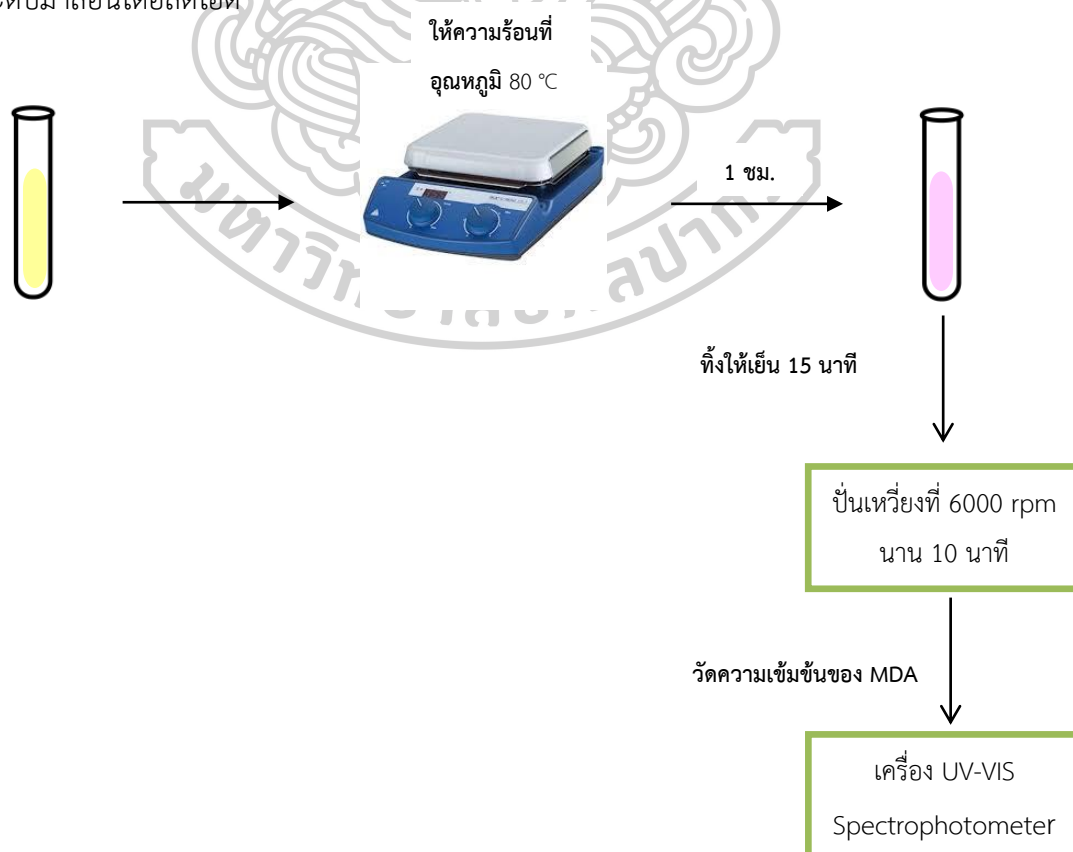 ให้ความร้อนที่
อุณหภูมิ 80 ℃
1 ชม.
ทิ้งให้เย็น 15 นาที
ปั่นเหวี่ยงที่ 6000 rpm
นาน 10 นาที
วัดความเข้มข้นของ MDA
เครื่อง UV-VIS
Spectrophotometer